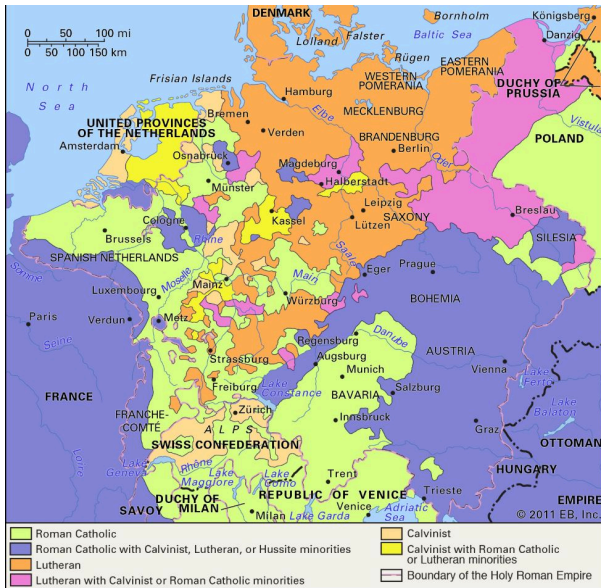 DENMARK
Bornholm
Königsberg
Lolland
Falster
Baltic Sea
Danzig
0 50 100 mi
0 50 100 150 km
Rügen
EASTERN
POMERANIA
WESTERN
POMERANIA
DUCHY OF
PRUSSIA
North
Sea
Frisian Islands
Hamburg
MECKLENBURG
Vistula
UNITED PROVINCES
OF THE NETHERLANDS
Bremen
Elbe
Verden
BRANDENBURG
Berlin
POLAND
Amsterdam
Osnabrück
Oder
Magdeburg
Halberstadt
Münster
Leipzig
SAXONY
Breslau
Kassel
Lützen
Cologne
Rhine
Brussels
Saale
SILESIA
SPANISH NETHERLANDS
Eger
Prague
Somme
Moselle
Mainz
Main
Luxembourg
Würzburg
BOHEMIA
Paris
Verdun
Metz
Seine
Regensburg
Danube
Strassburg
Augsburg
AUSTRIA
Munich
Vienna
Lake
Ferto
Freiburg
Lake
Constance
BAVARIA
Salzburg
FRANCE
Lake
Balaton
FRANCHE-
COMTÉ
Zürich
Innsbruck
ALPS
Graz
SWISS CONFEDERATION
OTTOMAN
Loire
Lake
Geneva
Rhône
Lake
Maggiore
Lake
Como
Trent
HUNGARY
DUCHY OF
MILAN
REPUBLIC OF VENICE
Trieste
SAVOY
Milan
Lake Garda
Venice
Adriatic
Sea
EMPIRE
© 2011 EB, Inc.
Roman Catholic
Roman Catholic with Calvinist, Lutheran, or Hussite minorities
Lutheran
Lutheran with Calvinist or Roman Catholic minorities
Calvinist
Calvinist with Roman Catholic
or Lutheran minorities
Boundary of the Holy Roman Empire